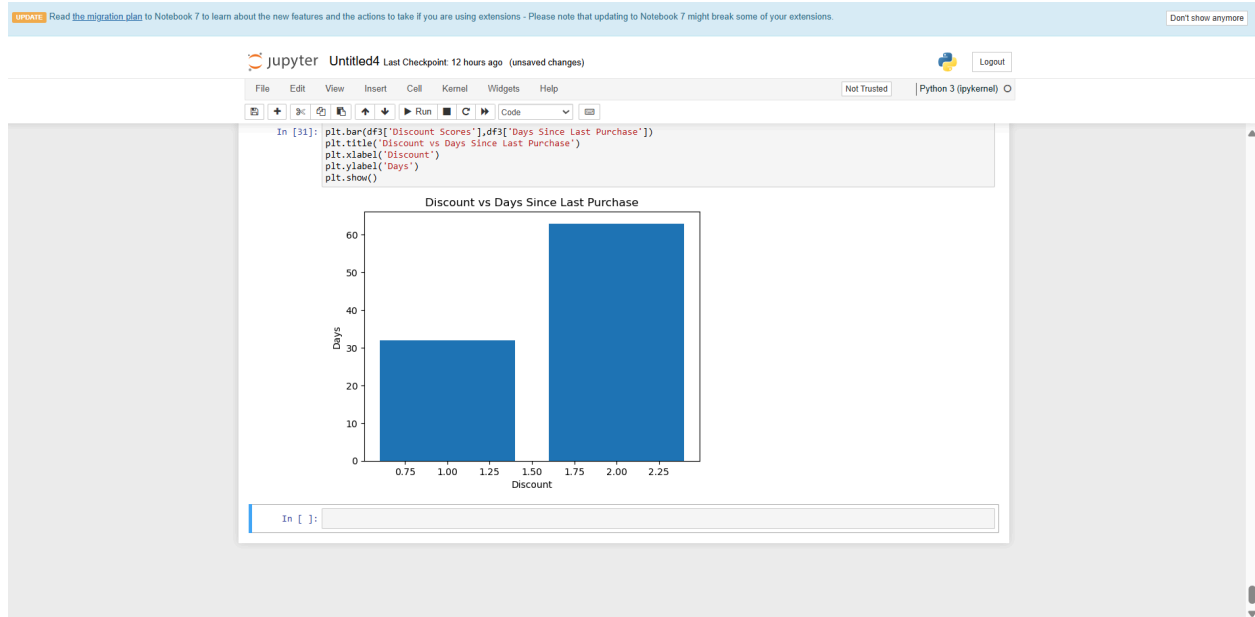 UPDATE Read the migration plan to Notebook 7 to learn about the new features and the actions to take if you are using extensions - Please note that updating to Notebook 7 might break some of your extensions.
Don't show anymore
jupyter Untitled4 Last Checkpoint: 12 hours ago (unsaved changes)
Logout
File Edit View Insert Cell Kernel Widgets Help
Not Trusted
Python 3 (ipykernel)
Run
Code
In [31]: plt.bar(df3['Discount Scores'],df3['Days Since Last Purchase'])
plt.title('Discount vs Days Since Last Purchase')
plt.xlabel('Discount')
plt.ylabel('Days')
plt.show()
Discount vs Days Since Last Purchase
60
50
40
Days
30
20
10
0
0.75 1.00 1.25 1.50 1.75 2.00 2.25
Discount
In [ ]: